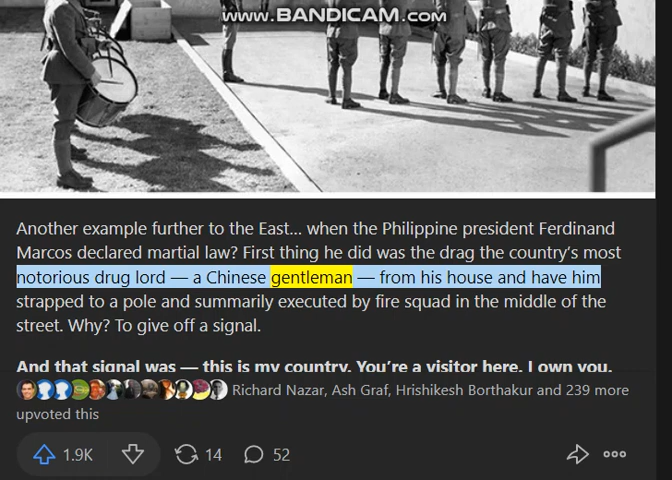 www.BANDICAM.com
Another example further to the East... when the Philippine president Ferdinand
Marcos declared martial law? First thing he did was the drag the country's most
notorious drug lord — a Chinese gentleman — from his house and have him
strapped to a pole and summarily executed by fire squad in the middle of the
street. Why? To give off a signal.
And that signal was — this is my country. You're a visitor here. I own you.
Richard Nazar, Ash Graf, Hrishikesh Borthakur and 239 more
upvoted this
1.9K 14 52